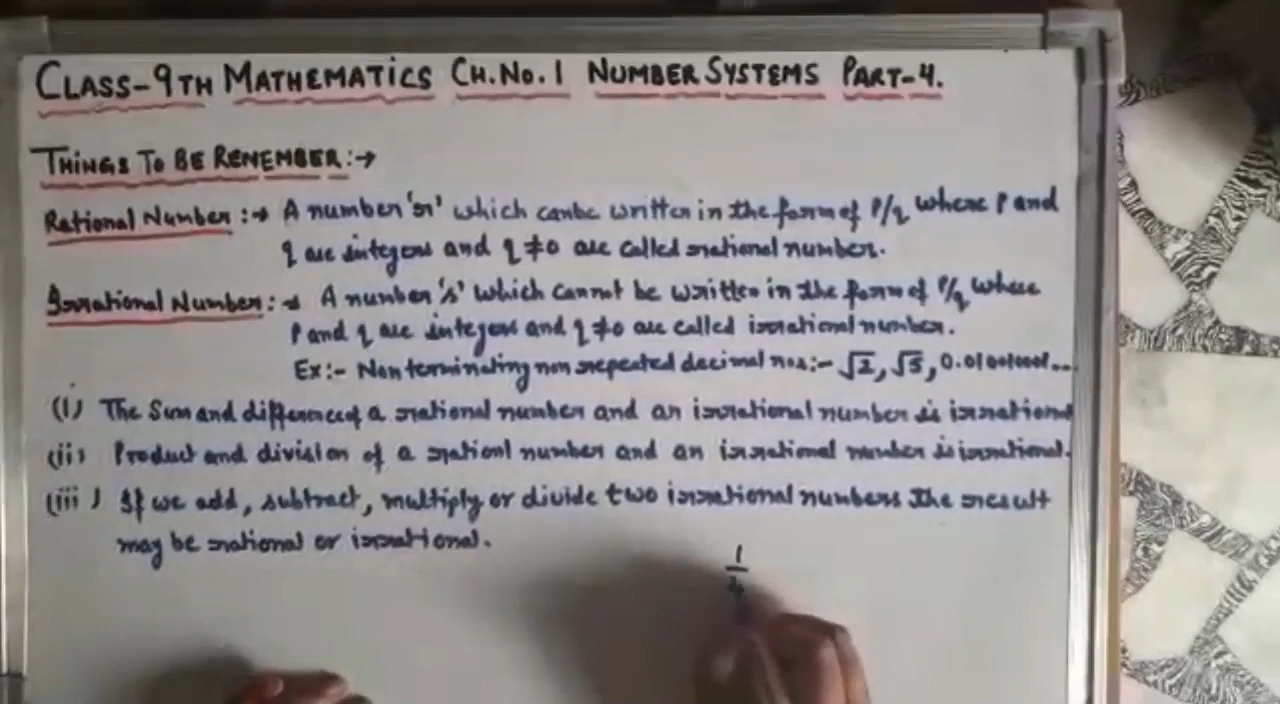 CLASS-9TH MATHEMATICS CH.NO.1 NUMBER SYSTEMS PART-4.
THINGS TO BE REMEMBER:→
Rational Number :→ A number 'r' which canbe written in the form of P/q where P and
q are integers and q ≠ 0 are called rational number.
Irrational Number :→ A number 's' which cannot be written in the form of P/q where
P and q are integers and q ≠ 0 are called irrational number.
Ex:- Non terminating non repeated decimal nos:- √2, √5,
(i) The Sum and difference of a rational number and an irrational number is irrational
(ii) Product and division of a rationl number and an irrational number is irrational.
(iii) If we add, subtract, multiply or divide two irrational numbers the result
may be rational or irrational.
1